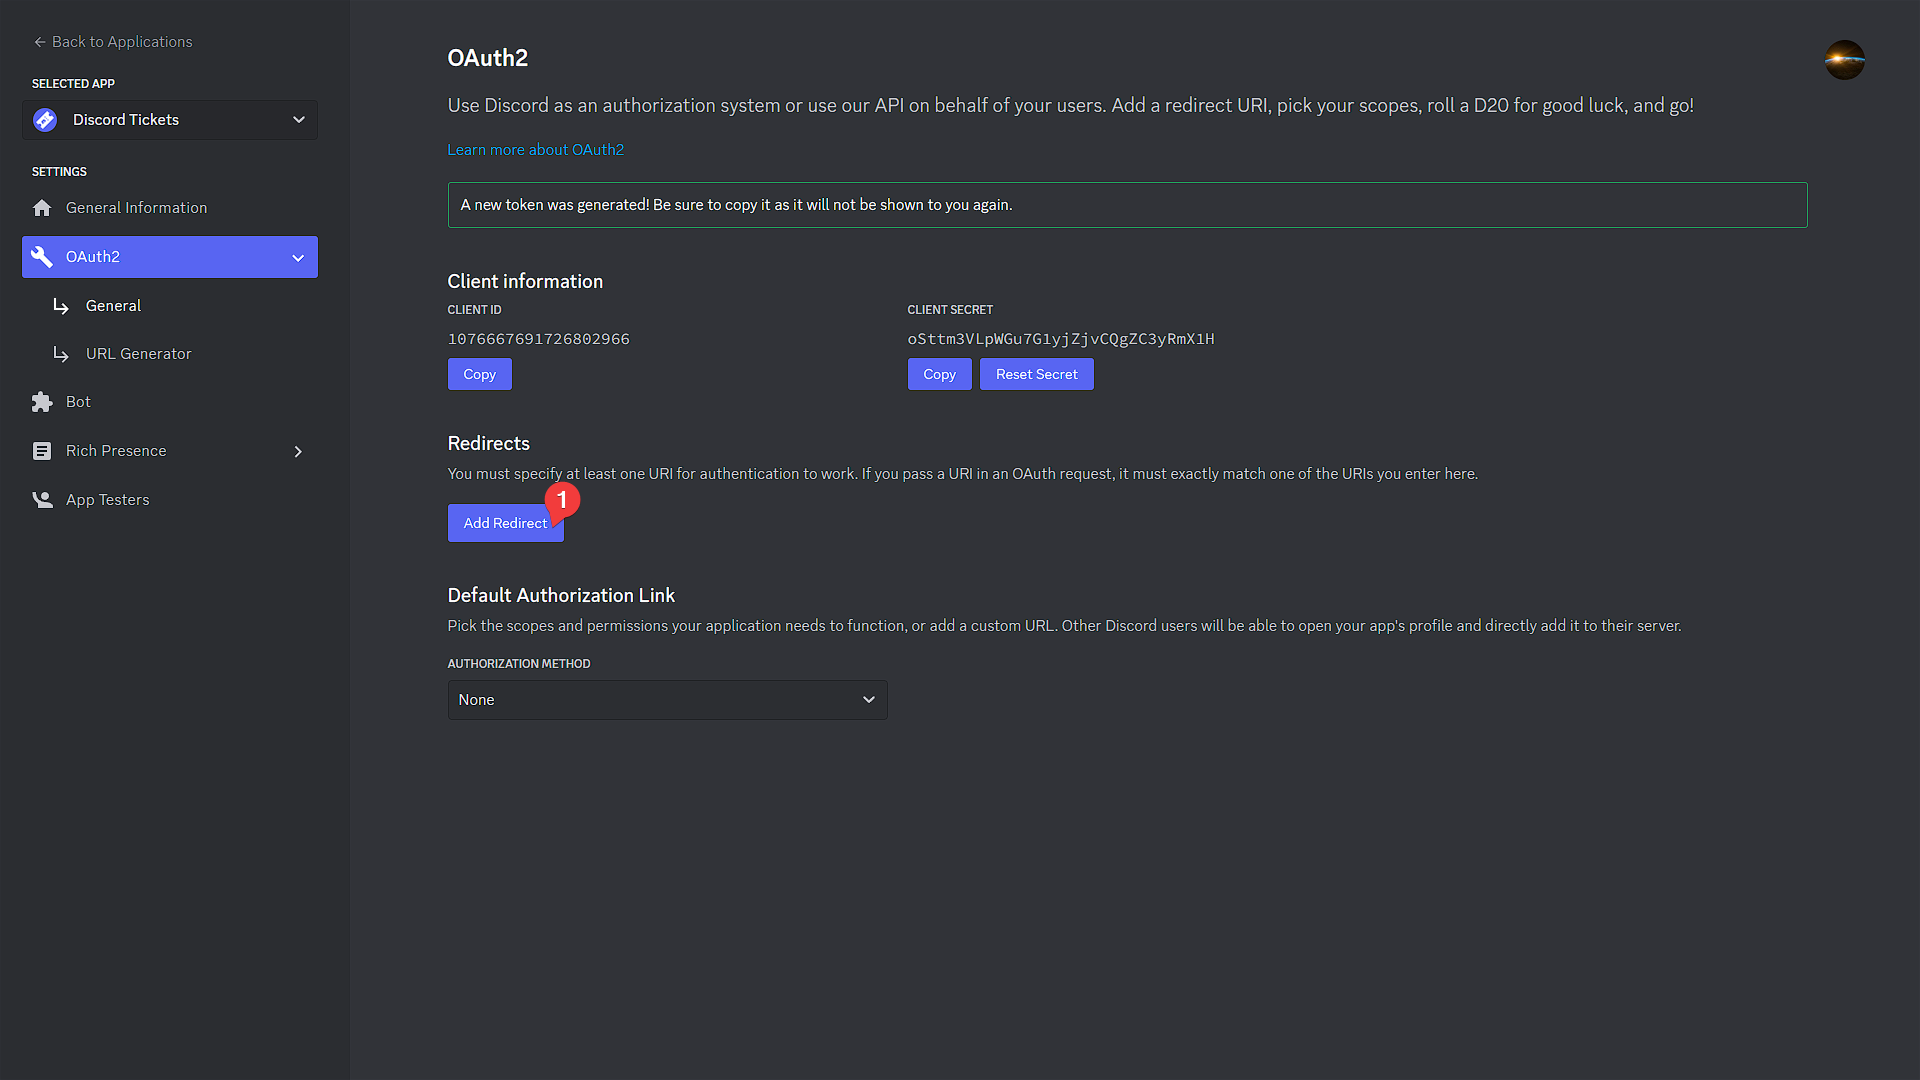 Back to Applications
SELECTED APP
Discord Tickets
SETTINGS
General Information
OAuth2
General
URL Generator
Bot
Rich Presence
App Testers
OAuth2
Use Discord as an authorization system or use our API on behalf of your users. Add a redirect URI, pick your scopes, roll a D20 for good luck, and go!
Learn more about OAuth2
A new token was generated! Be sure to copy it as it will not be shown to you again.
Client information
CLIENT ID
1076667691726802966
Copy
CLIENT SECRET
oSttm3VLpWGu7G1yjZjvCQgZC3yRmX1H
Copy
Reset Secret
Redirects
You must specify at least one URI for authentication to work. If you pass a URI in an OAuth request, it must exactly match one of the URIs you enter here.
1
Add Redirect
Default Authorization Link
Pick the scopes and permissions your application needs to function, or add a custom URL. Other Discord users will be able to open your app's profile and directly add it to their server.
AUTHORIZATION METHOD
None